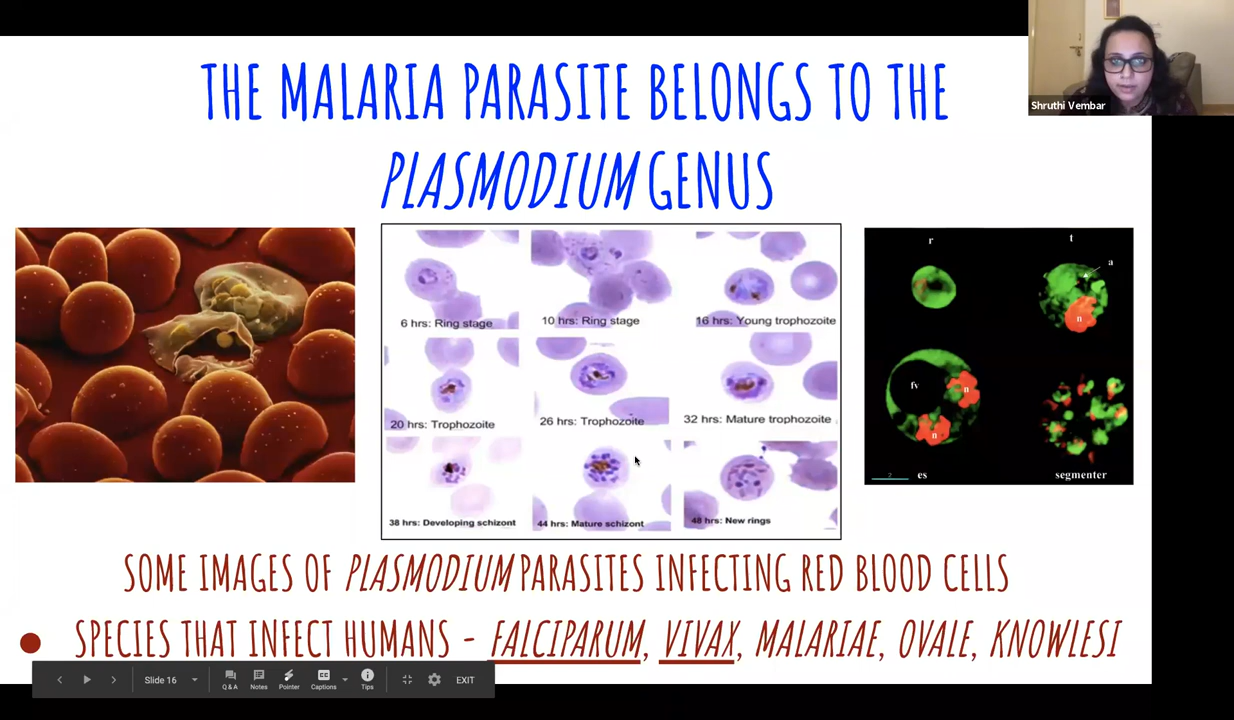 THE MALARIA PARASITE BELONGS TO THE
PLASMODIUM GENUS
Shruthi Vembar
6 hrs: Ring stage
10 hrs: Ring stage
16 hrs: Young trophozoite
20 hrs: Trophozoite
26 hrs: Trophozoite
32 hrs: Mature trophozoite
38 hrs: Developing schizont
44 hrs: Mature schizont
48 hrs: New rings
r
t
a
n
fv
n
n
2
es
segmenter
SOME IMAGES OF PLASMODIUM PARASITES INFECTING RED BLOOD CELLS
● SPECIES THAT INFECT HUMANS - FALCIPARUM, VIVAX, MALARIAE, OVALE, KNOWLESI
Slide 16
Q & A
Notes
Pointer
Captions
Tips
EXIT